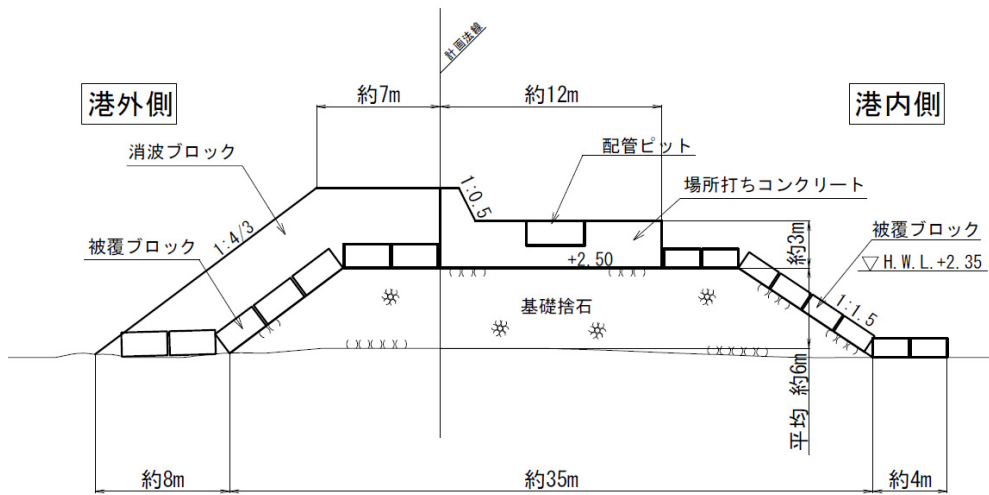 計画法線
約7m
約12m
港外側
港内側
消波ブロック
配管ピット
1:0.5
場所打ちコンクリート
1:4/3
被覆ブロック
被覆ブロック
約3m
+2.50
▽H.W.L.+2.35
基礎捨石
1:1.5
平均 約6m
約8m
約35m
約4m